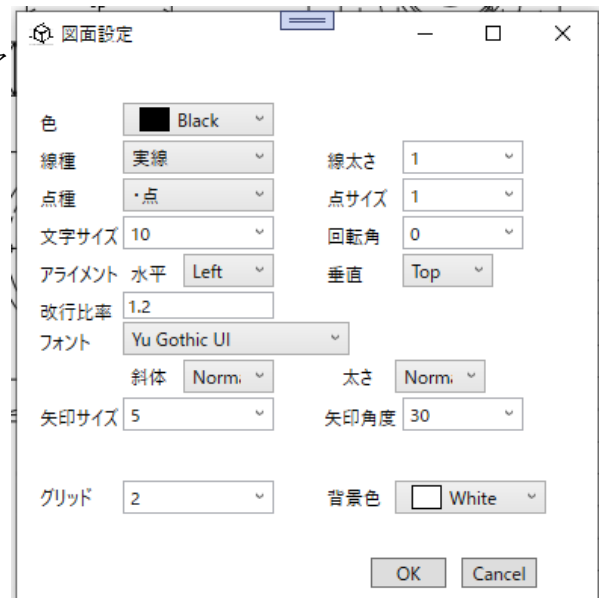 図面設定
色 Black
線種 実線 線太さ 1
点種 ・点 点サイズ 1
文字サイズ 10 回転角 0
アライメント 水平 Left 垂直 Top
改行比率 1.2
フォント Yu Gothic UI
斜体 Norma 太さ Norma
矢印サイズ 5 矢印角度 30
グリッド 2 背景色 White
OK Cancel